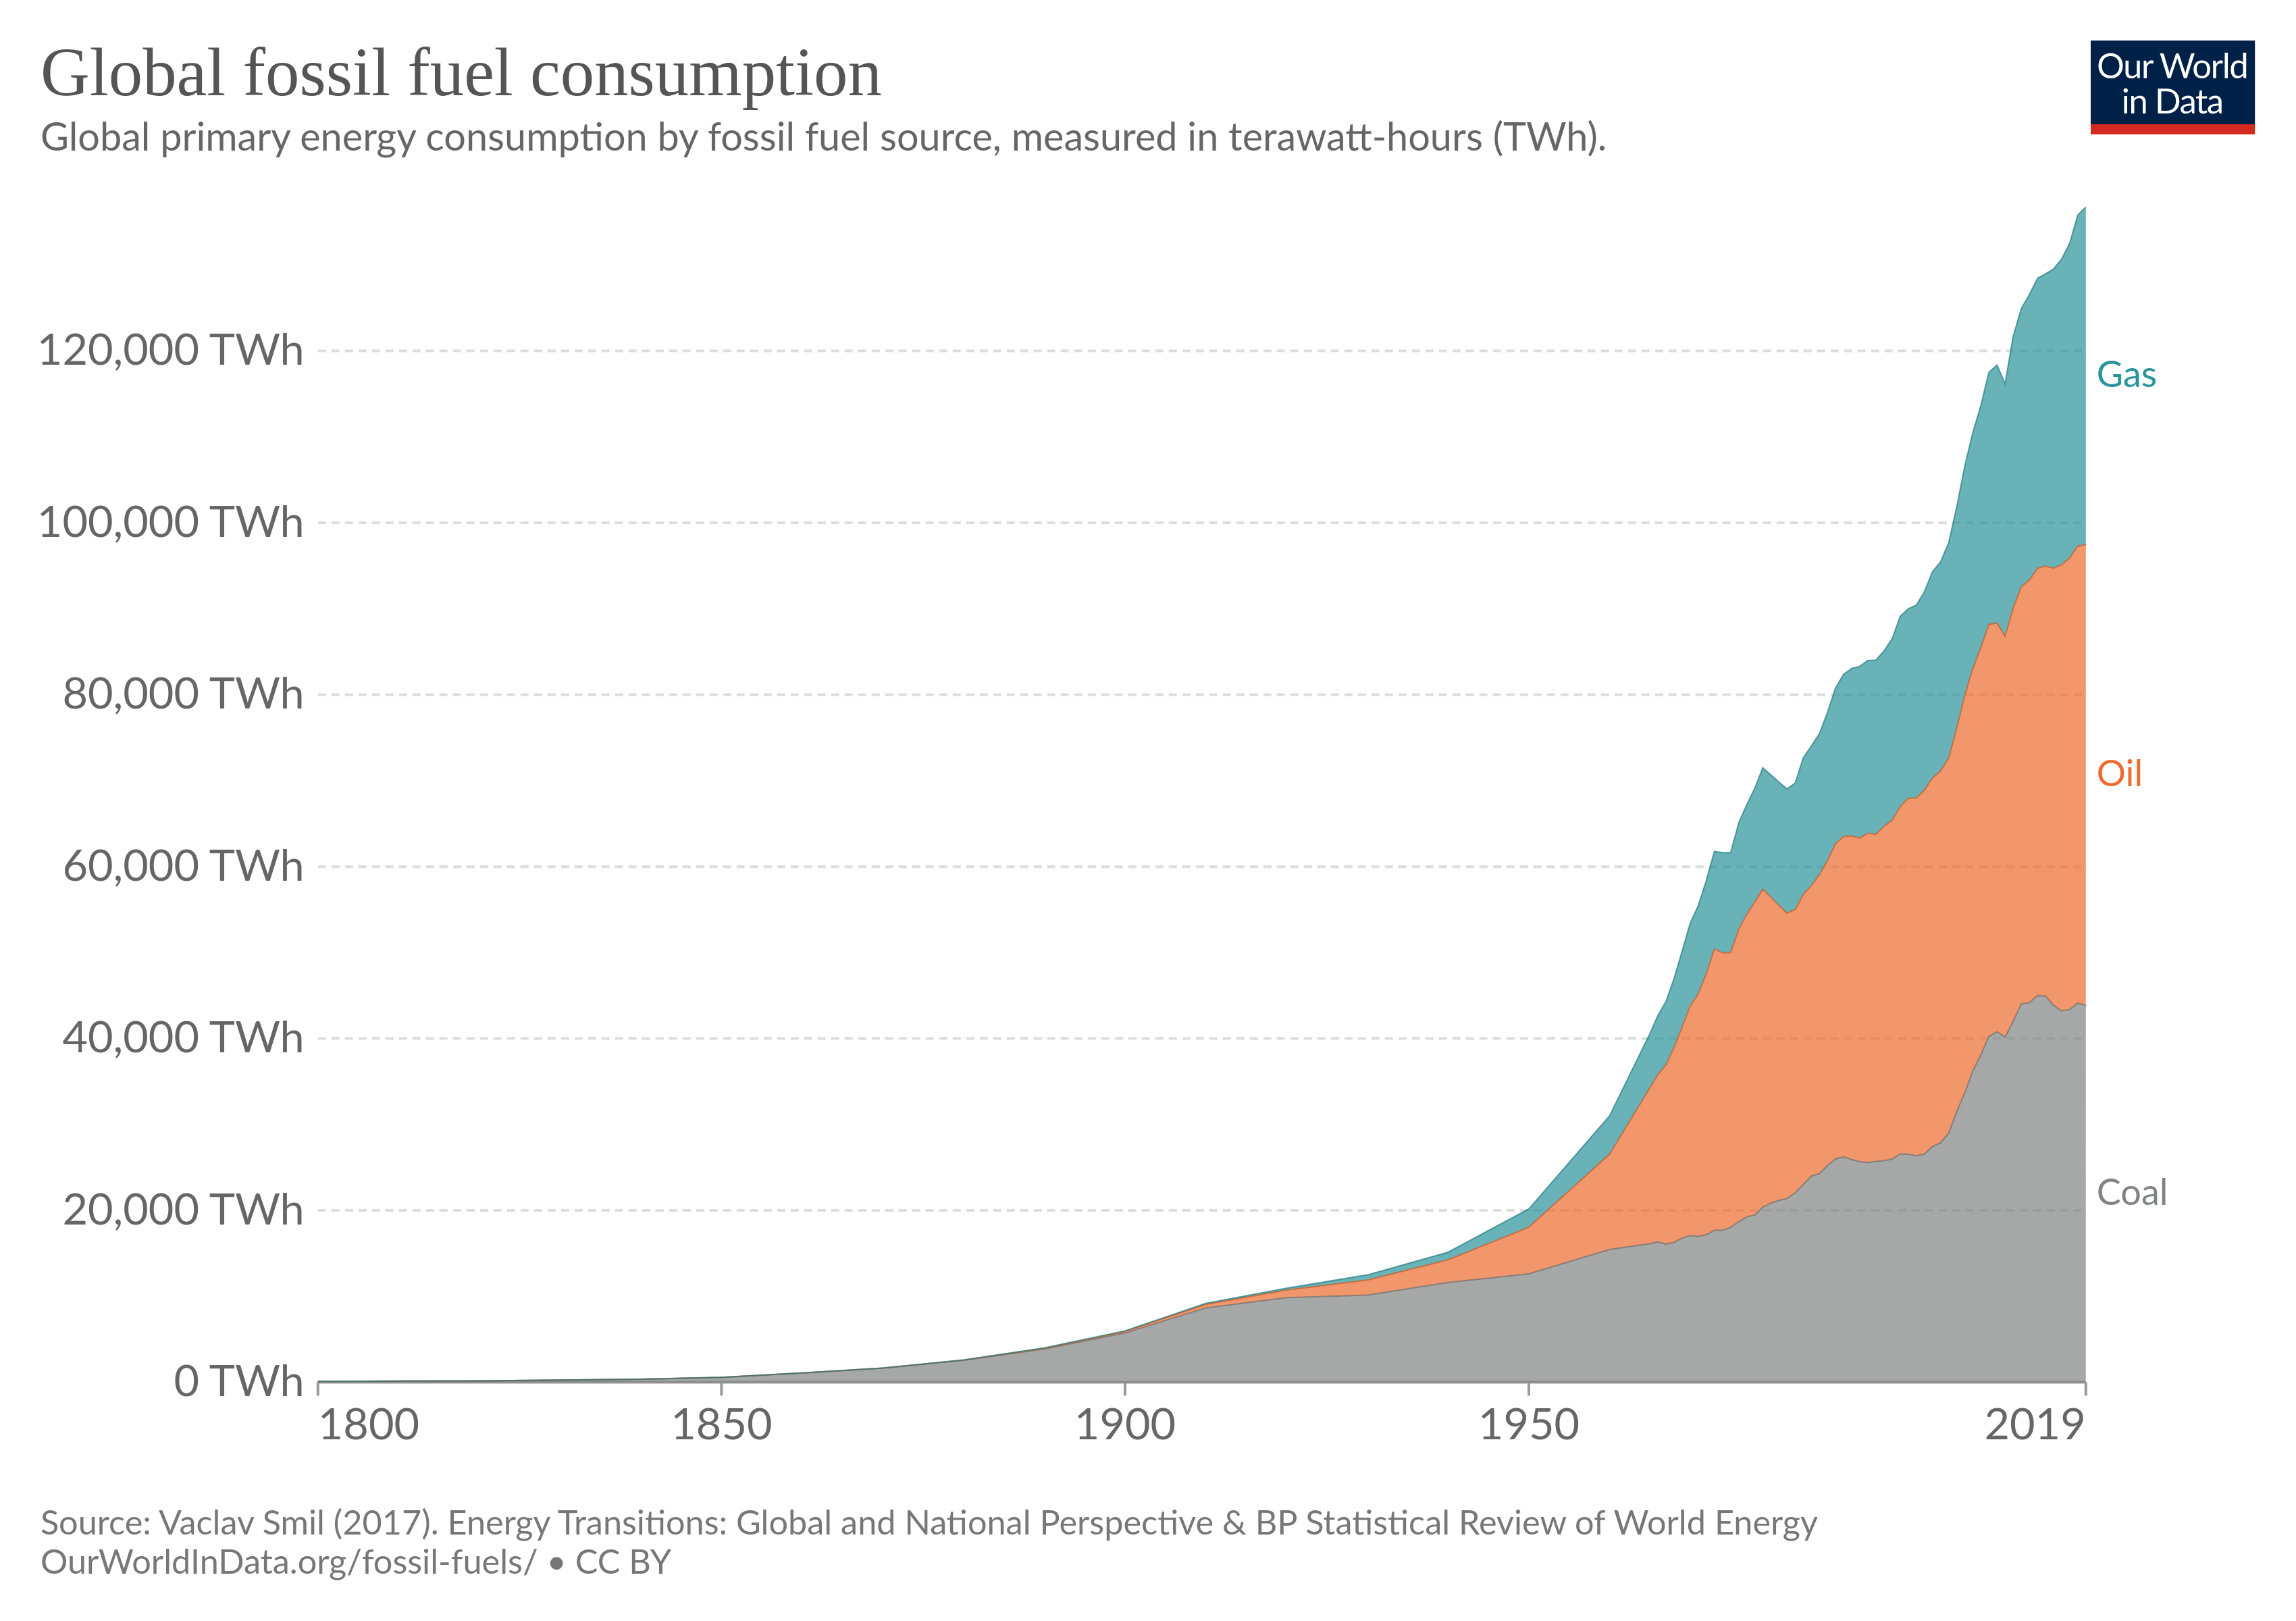 Global fossil fuel consumption
Global primary energy consumption by fossil fuel source, measured in terawatt-hours (TWh).
Our World
in Data
120,000 TWh
100,000 TWh
80,000 TWh
60,000 TWh
40,000 TWh
20,000 TWh
0 TWh
Gas
Oil
Coal
1800 1850 1900 1950 2019
Source: Vaclav Smil (2017). Energy Transitions: Global and National Perspective & BP Statistical Review of World Energy
OurWorldInData.org/fossil-fuels/ • CC BY